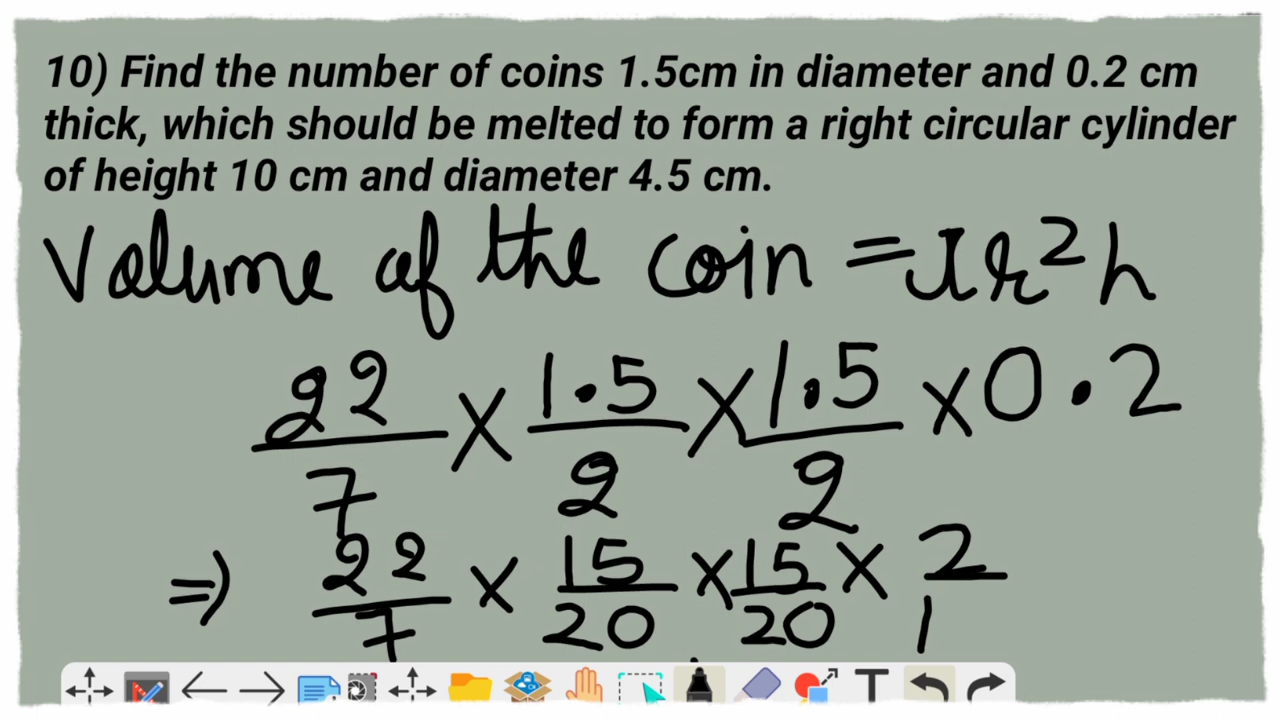 10) Find the number of coins 1.5cm in diameter and 0.2 cm
thick, which should be melted to form a right circular cylinder
of height 10 cm and diameter 4.5 cm.
Volume of the coin = πr²h
22/7 × 1.5/2 × 1.5/2 × 0.2
⇒ 22/7 × 15/20 × 15/20 × 2/1
T